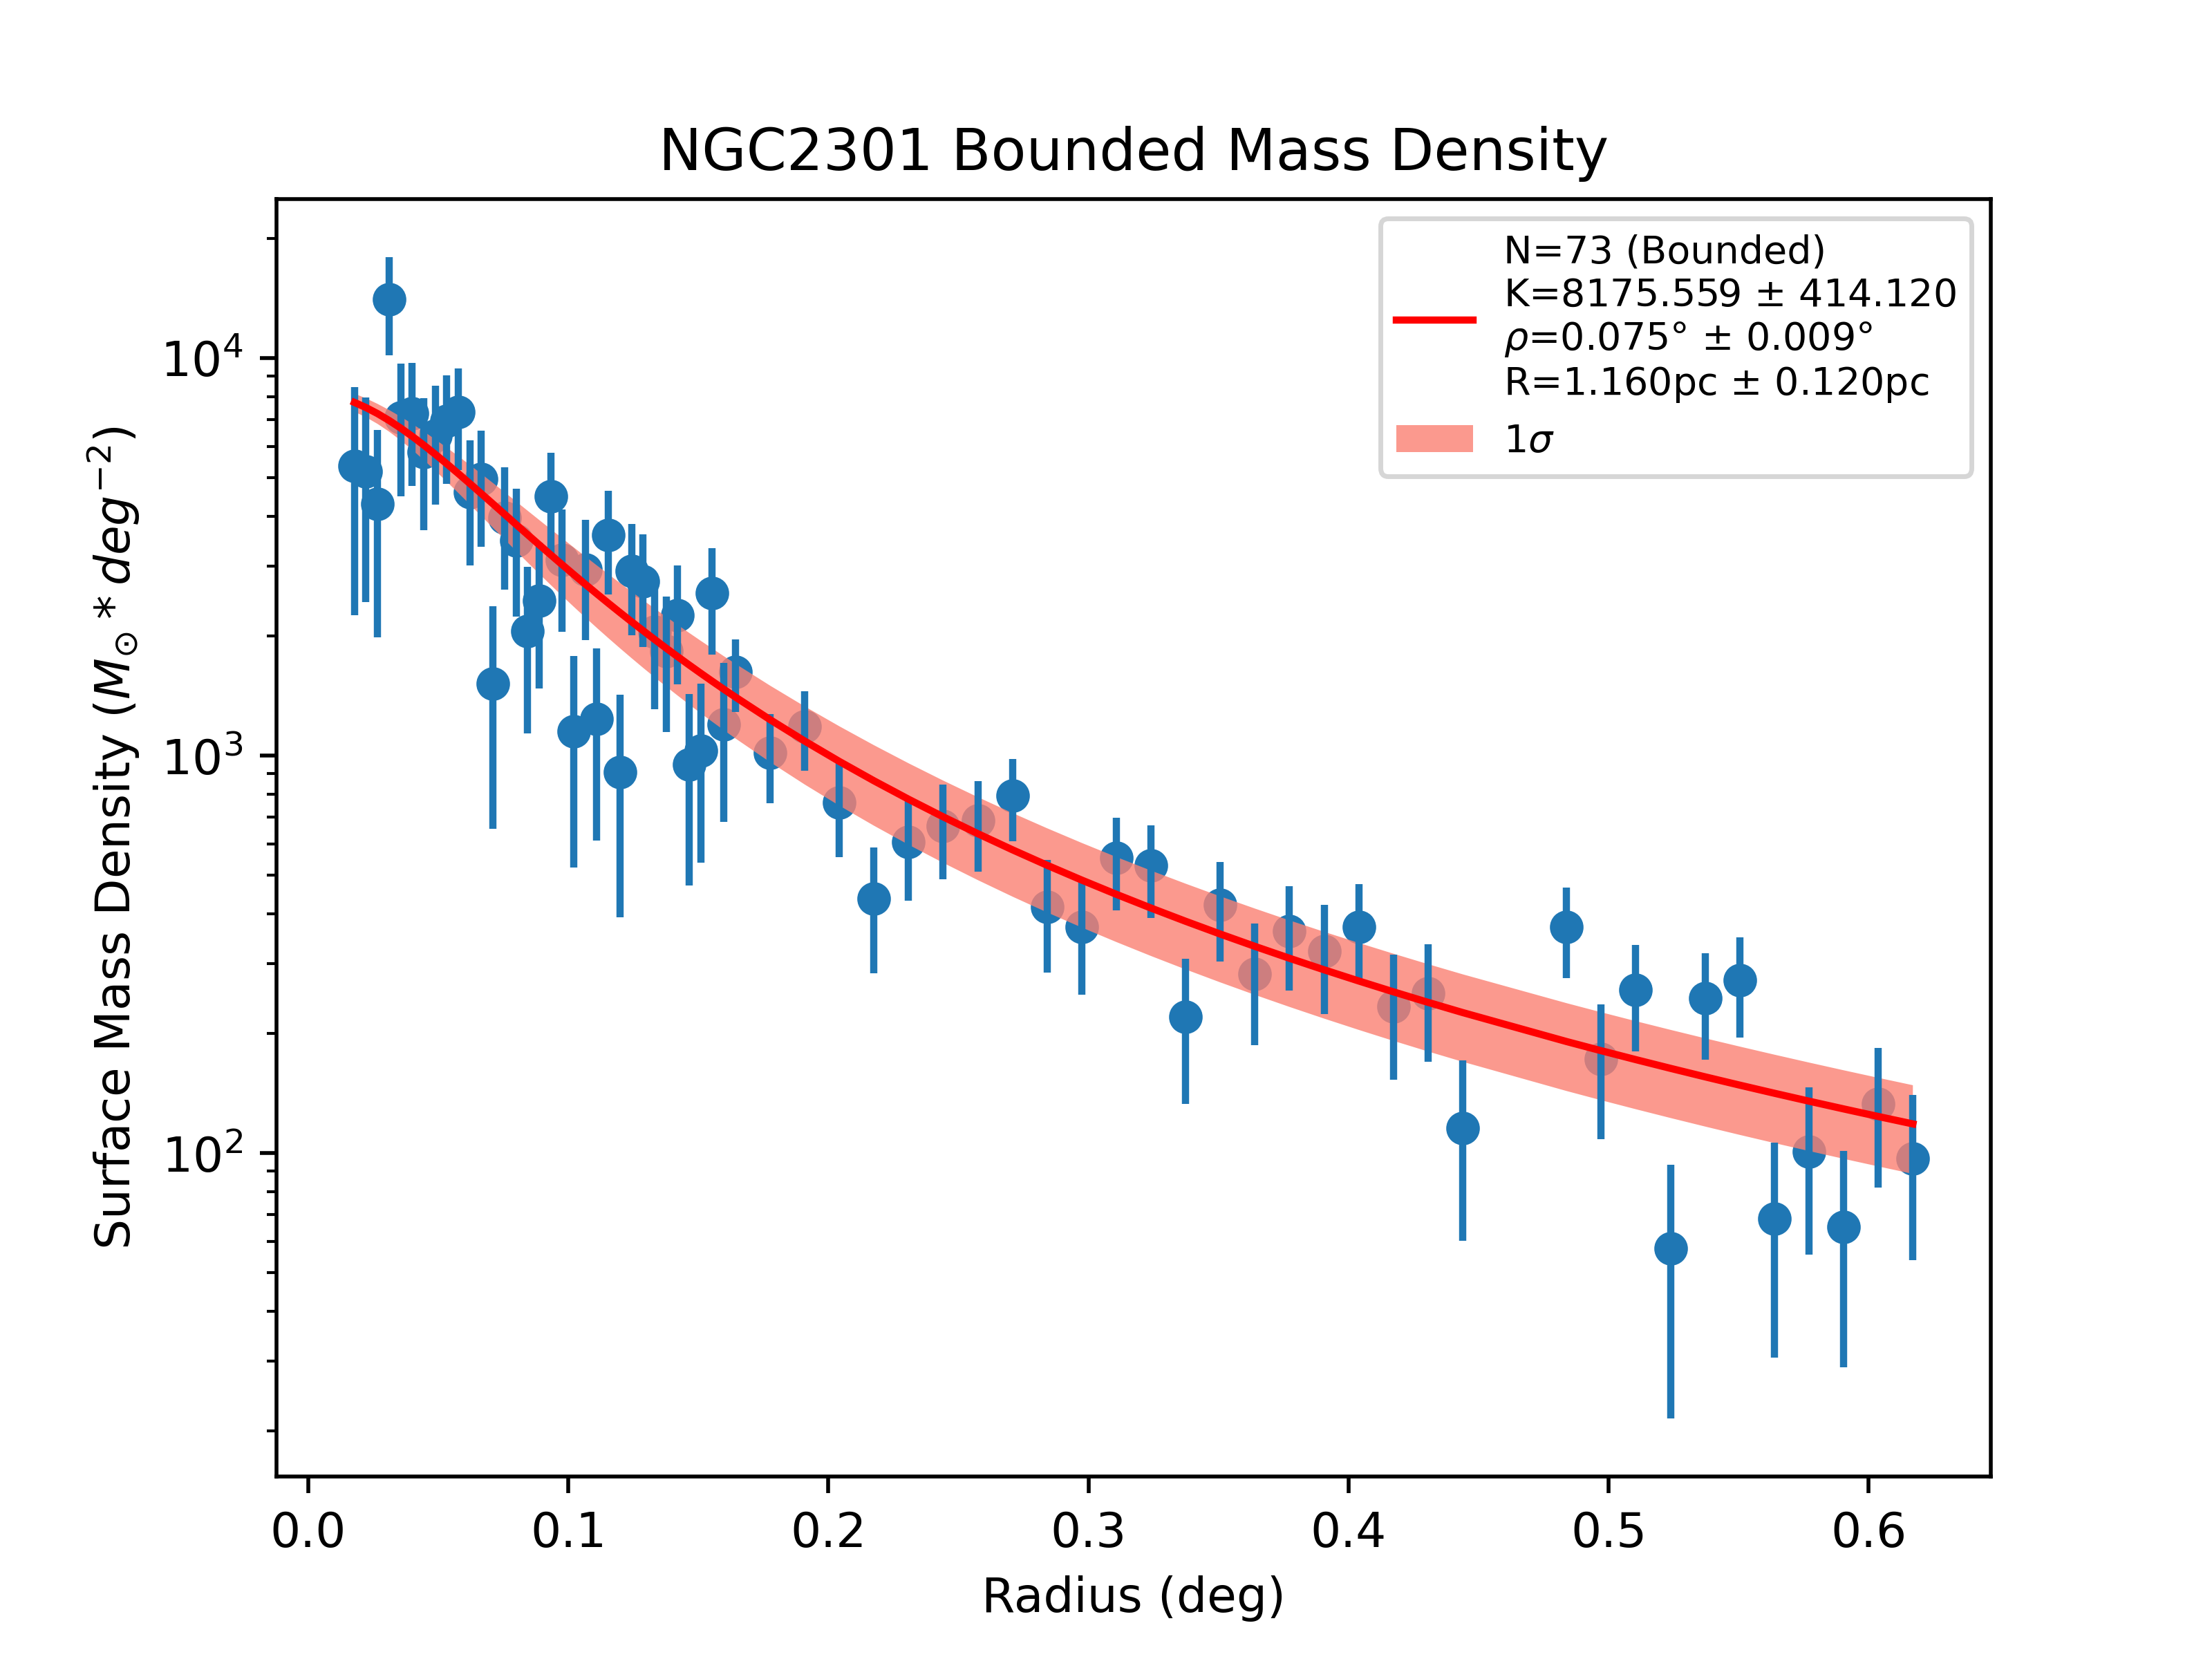 NGC2301 Bounded Mass Density
N=73 (Bounded)
K=8175.559 ± 414.120
ρ=0.075° ± 0.009°
R=1.160pc ± 0.120pc
1σ
Surface Mass Density (M⊙ * deg⁻²)
10⁴
10³
10²
0.0 0.1 0.2 0.3 0.4 0.5 0.6
Radius (deg)